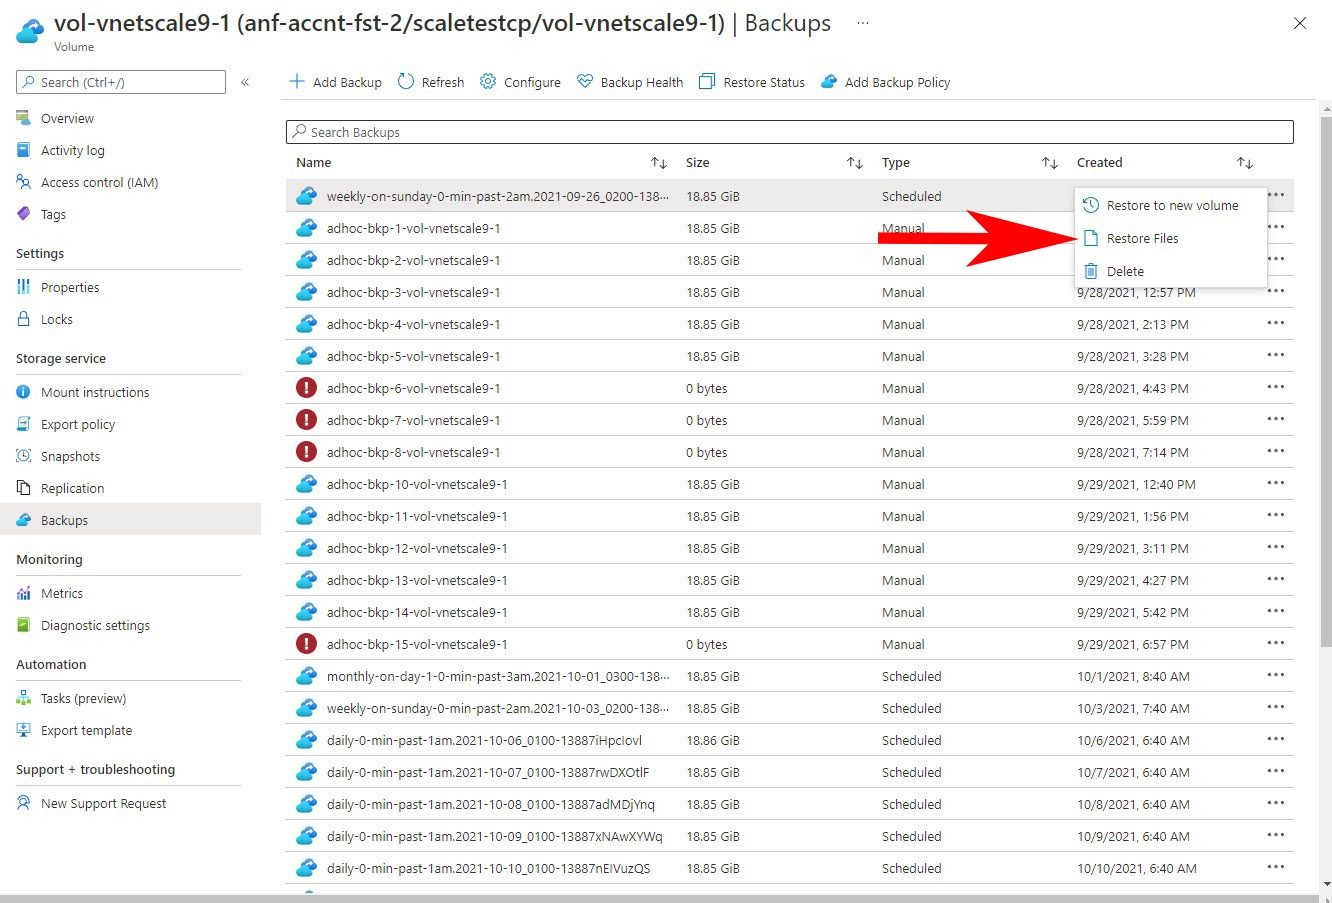 vol-vnetscale9-1 (anf-accnt-fst-2/scaletestcp/vol-vnetscale9-1) | Backups ...
Volume
Search (Ctrl+/) «
Overview
Activity log
Access control (IAM)
Tags
Settings
Properties
Locks
Storage service
Mount instructions
Export policy
Snapshots
Replication
Backups
Monitoring
Metrics
Diagnostic settings
Automation
Tasks (preview)
Export template
Support + troubleshooting
New Support Request
Add Backup Refresh Configure Backup Health Restore Status Add Backup Policy
Search Backups
Name Size Type Created
weekly-on-sunday-0-min-past-2am.2021-09-26_0200-138... 18.85 GiB Scheduled
adhoc-bkp-1-vol-vnetscale9-1 18.85 GiB Manual
adhoc-bkp-2-vol-vnetscale9-1 18.85 GiB Manual
adhoc-bkp-3-vol-vnetscale9-1 18.85 GiB Manual 9/28/2021, 12:57 PM
adhoc-bkp-4-vol-vnetscale9-1 18.85 GiB Manual 9/28/2021, 2:13 PM
adhoc-bkp-5-vol-vnetscale9-1 18.85 GiB Manual 9/28/2021, 3:28 PM
adhoc-bkp-6-vol-vnetscale9-1 0 bytes Manual 9/28/2021, 4:43 PM
adhoc-bkp-7-vol-vnetscale9-1 0 bytes Manual 9/28/2021, 5:59 PM
adhoc-bkp-8-vol-vnetscale9-1 0 bytes Manual 9/28/2021, 7:14 PM
adhoc-bkp-10-vol-vnetscale9-1 18.85 GiB Manual 9/29/2021, 12:40 PM
adhoc-bkp-11-vol-vnetscale9-1 18.85 GiB Manual 9/29/2021, 1:56 PM
adhoc-bkp-12-vol-vnetscale9-1 18.85 GiB Manual 9/29/2021, 3:11 PM
adhoc-bkp-13-vol-vnetscale9-1 18.85 GiB Manual 9/29/2021, 4:27 PM
adhoc-bkp-14-vol-vnetscale9-1 18.85 GiB Manual 9/29/2021, 5:42 PM
adhoc-bkp-15-vol-vnetscale9-1 0 bytes Manual 9/29/2021, 6:57 PM
monthly-on-day-1-0-min-past-3am.2021-10-01_0300-138... 18.85 GiB Scheduled 10/1/2021, 8:40 AM
weekly-on-sunday-0-min-past-2am.2021-10-03_0200-138... 18.85 GiB Scheduled 10/3/2021, 7:40 AM
daily-0-min-past-1am.2021-10-06_0100-13887iHpcIovl 18.86 GiB Scheduled 10/6/2021, 6:40 AM
daily-0-min-past-1am.2021-10-07_0100-13887rwDXOtlF 18.85 GiB Scheduled 10/7/2021, 6:40 AM
daily-0-min-past-1am.2021-10-08_0100-13887adMDjYnq 18.85 GiB Scheduled 10/8/2021, 6:40 AM
daily-0-min-past-1am.2021-10-09_0100-13887xNAwXYWq 18.85 GiB Scheduled 10/9/2021, 6:40 AM
daily-0-min-past-1am.2021-10-10_0100-13887nEIVuzQS 18.85 GiB Scheduled 10/10/2021, 6:40 AM
Restore to new volume
Restore Files
Delete